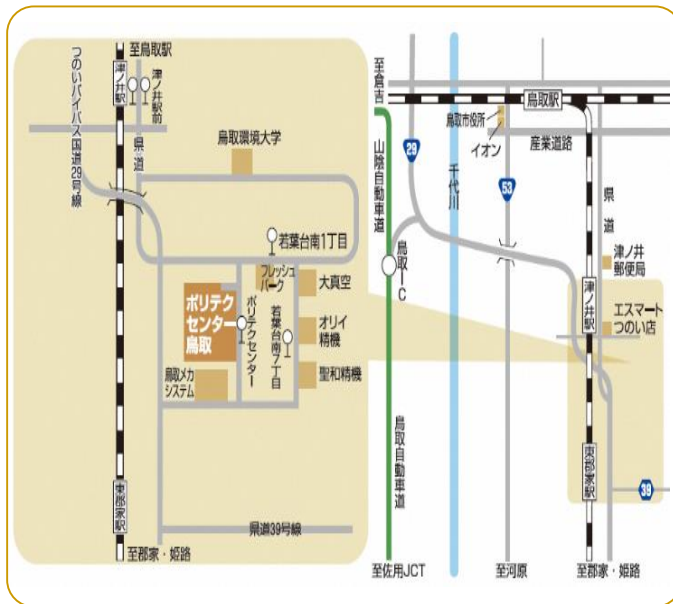 至鳥取駅
津ノ井駅
津ノ井駅前
つのいバイパス国道29号線
県道
鳥取環境大学
若葉台南1丁目
フレッシュ
パーク
大真空
ポリテク
センター
鳥取
ポリテクセンター
若葉台南7丁目
オリイ
精機
聖和精機
鳥取メカ
システム
東郡家駅
県道39号線
至郡家・姫路
至倉吉
山陰自動車道
29
千代川
鳥取駅
鳥取市役所
イオン
産業道路
53
県道
鳥取IC
津ノ井
郵便局
津ノ井駅
エスマート
つのい店
鳥取自動車道
東郡家駅
39
至佐用JCT
至河原
至郡家・姫路